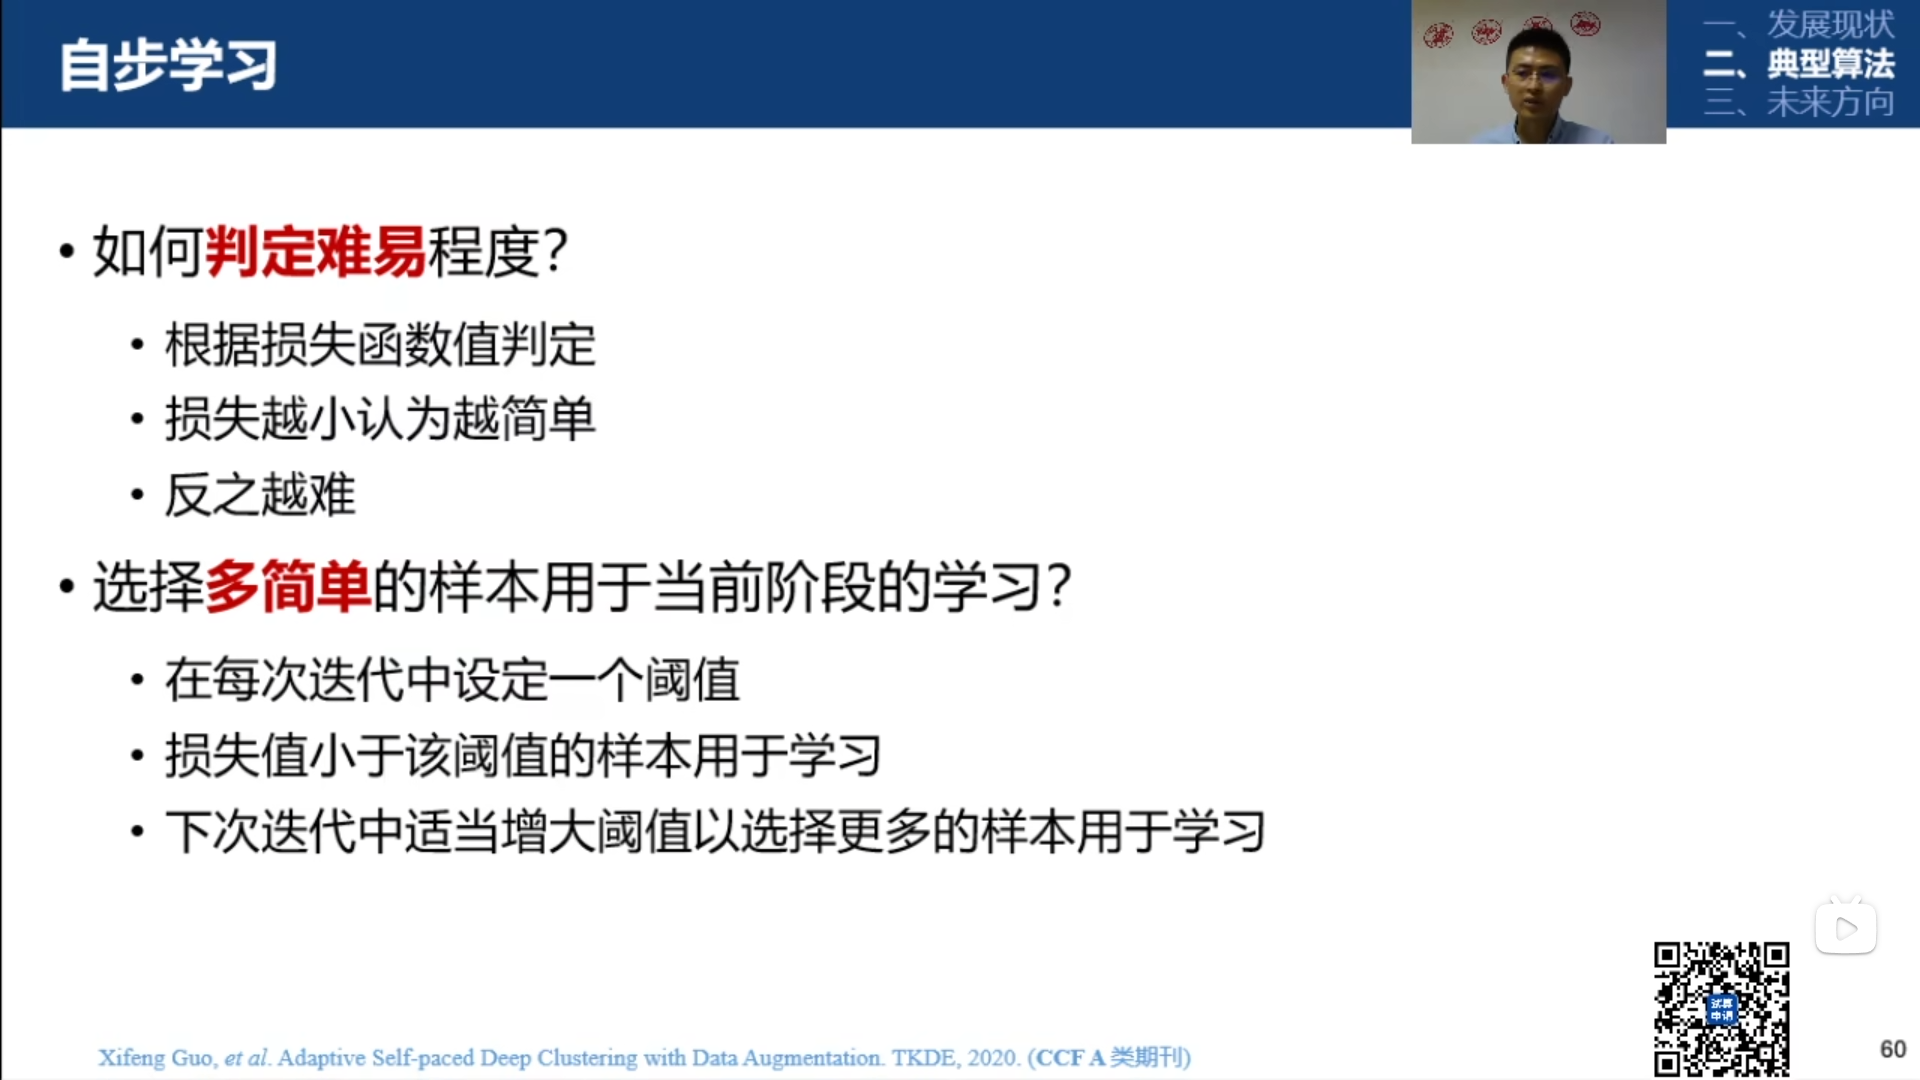 自步学习
一、发展现状
二、典型算法
三、未来方向
• 如何判定难易程度？
• 根据损失函数值判定
• 损失越小认为越简单
• 反之越难
• 选择多简单的样本用于当前阶段的学习？
• 在每次迭代中设定一个阈值
• 损失值小于该阈值的样本用于学习
• 下次迭代中适当增大阈值以选择更多的样本用于学习
试算
申请
Xifeng Guo, et al. Adaptive Self-paced Deep Clustering with Data Augmentation. TKDE, 2020. (CCF A 类期刊)
60